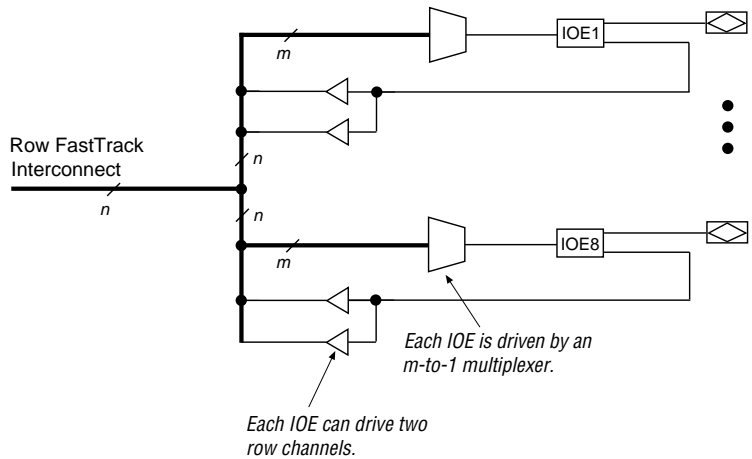 m
IOE1
Row FastTrack
Interconnect
n
n
n
m
IOE8
Each IOE is driven by an
m-to-1 multiplexer.
Each IOE can drive two
row channels.